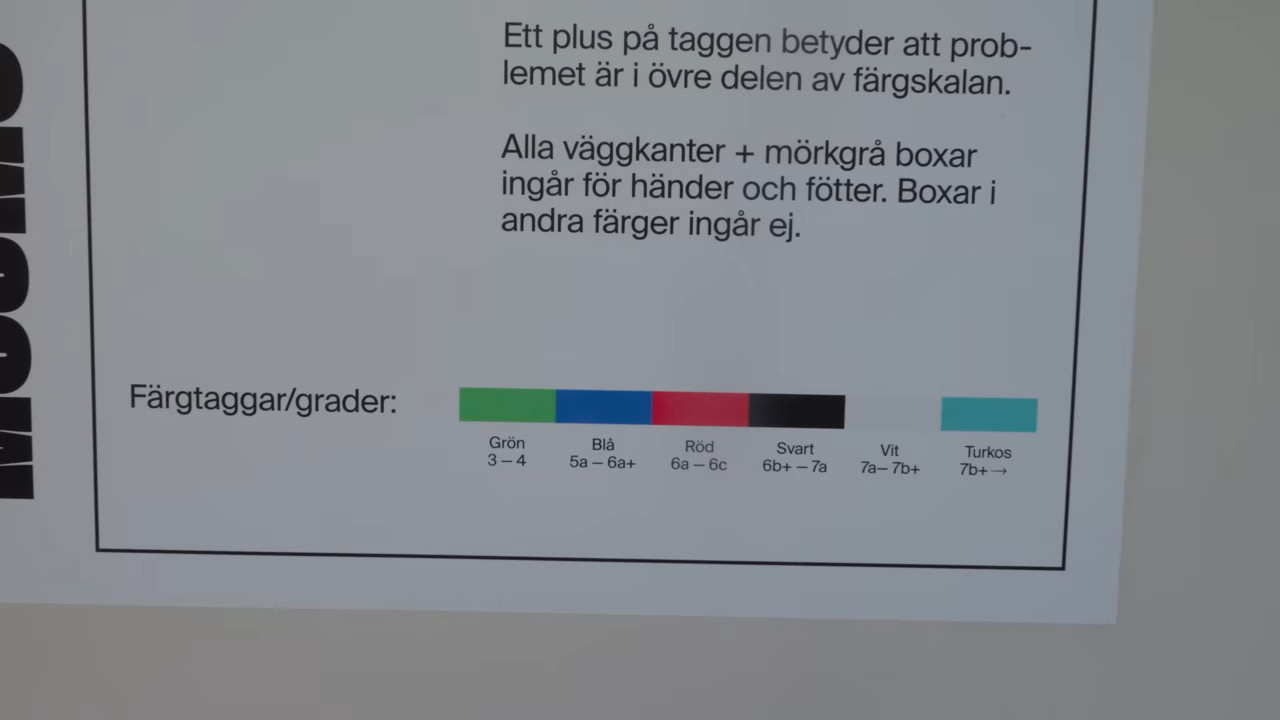 Ett plus på taggen betyder att prob-
lemet är i övre delen av färgskalan.
Alla väggkanter + mörkgrå boxar
ingår för händer och fötter. Boxar i
andra färger ingår ej.
Färgtaggar/grader:
Grön
3 – 4
Blå
5a – 6a+
Röd
6a – 6c
Svart
6b+ – 7a
Vit
7a– 7b+
Turkos
7b+ →